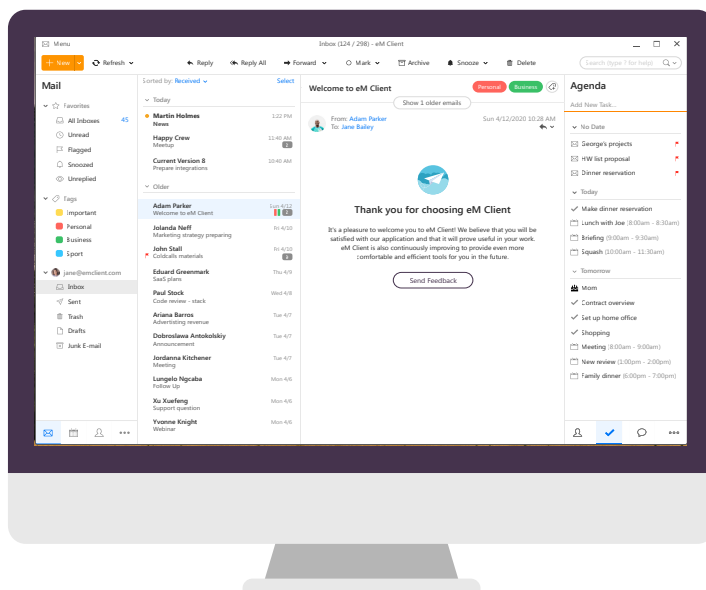 Menu
Inbox (124 / 298) - eM Client
New
Refresh
Reply
Reply All
Forward
Mark
Archive
Snooze
Delete
Search (type ? for help)
Mail
Favorites
All Inboxes 45
Unread
Flagged
Snoozed
Unreplied
Tags
Important
Personal
Business
Sport
jane@emclient.com
Inbox
Sent
Trash
Drafts
Junk E-mail
Sorted by: Received
Select
Today
Martin Holmes 1:22 PM
News
Happy Crew 11:40 AM
Meetup
Current Version 8 10:40 AM
Prepare integrations
Older
Adam Parker Sun 4/12
Welcome to eM Client
Jolanda Neff Fri 4/10
Marketing strategy preparing
John Stall Fri 4/10
Coldcalls materials
Eduard Greenmark Thu 4/9
SaaS plans
Paul Stock Wed 4/8
Code review - stack
Ariana Barros Tue 4/7
Advertisting revenue
Dobroslawa Antokolskiy Tue 4/7
Announcement
Jordanna Kitchener Tue 4/7
Meeting
Lungelo Ngcaba Mon 4/6
Follow Up
Xu Xuefeng Mon 4/6
Support question
Yvonne Knight Mon 4/6
Webinar
Welcome to eM Client
Personal
Business
Show 1 older emails
From: Adam Parker
Sun 4/12/2020 10:28 AM
To: Jane Bailey
Thank you for choosing eM Client
It's a pleasure to welcome you to eM Client! We believe that you will be
satisfied with our application and that it will prove useful in your work.
eM Client is also continuously improving to provide even more
comfortable and efficient tools for you in the future.
Send Feedback
Agenda
Add New Task...
No Date
George's projects
HW list proposal
Dinner reservation
Today
Make dinner reservation
Lunch with Joe (8:00am - 8:30am)
Briefing (9:00am - 9:30am)
Squash (10:00am - 11:30am)
Tomorrow
Mom
Contract overview
Set up home office
Shopping
Meeting (8:00am - 9:00am)
New review (1:00pm - 2:00pm)
Family dinner (6:00pm - 7:00pm)